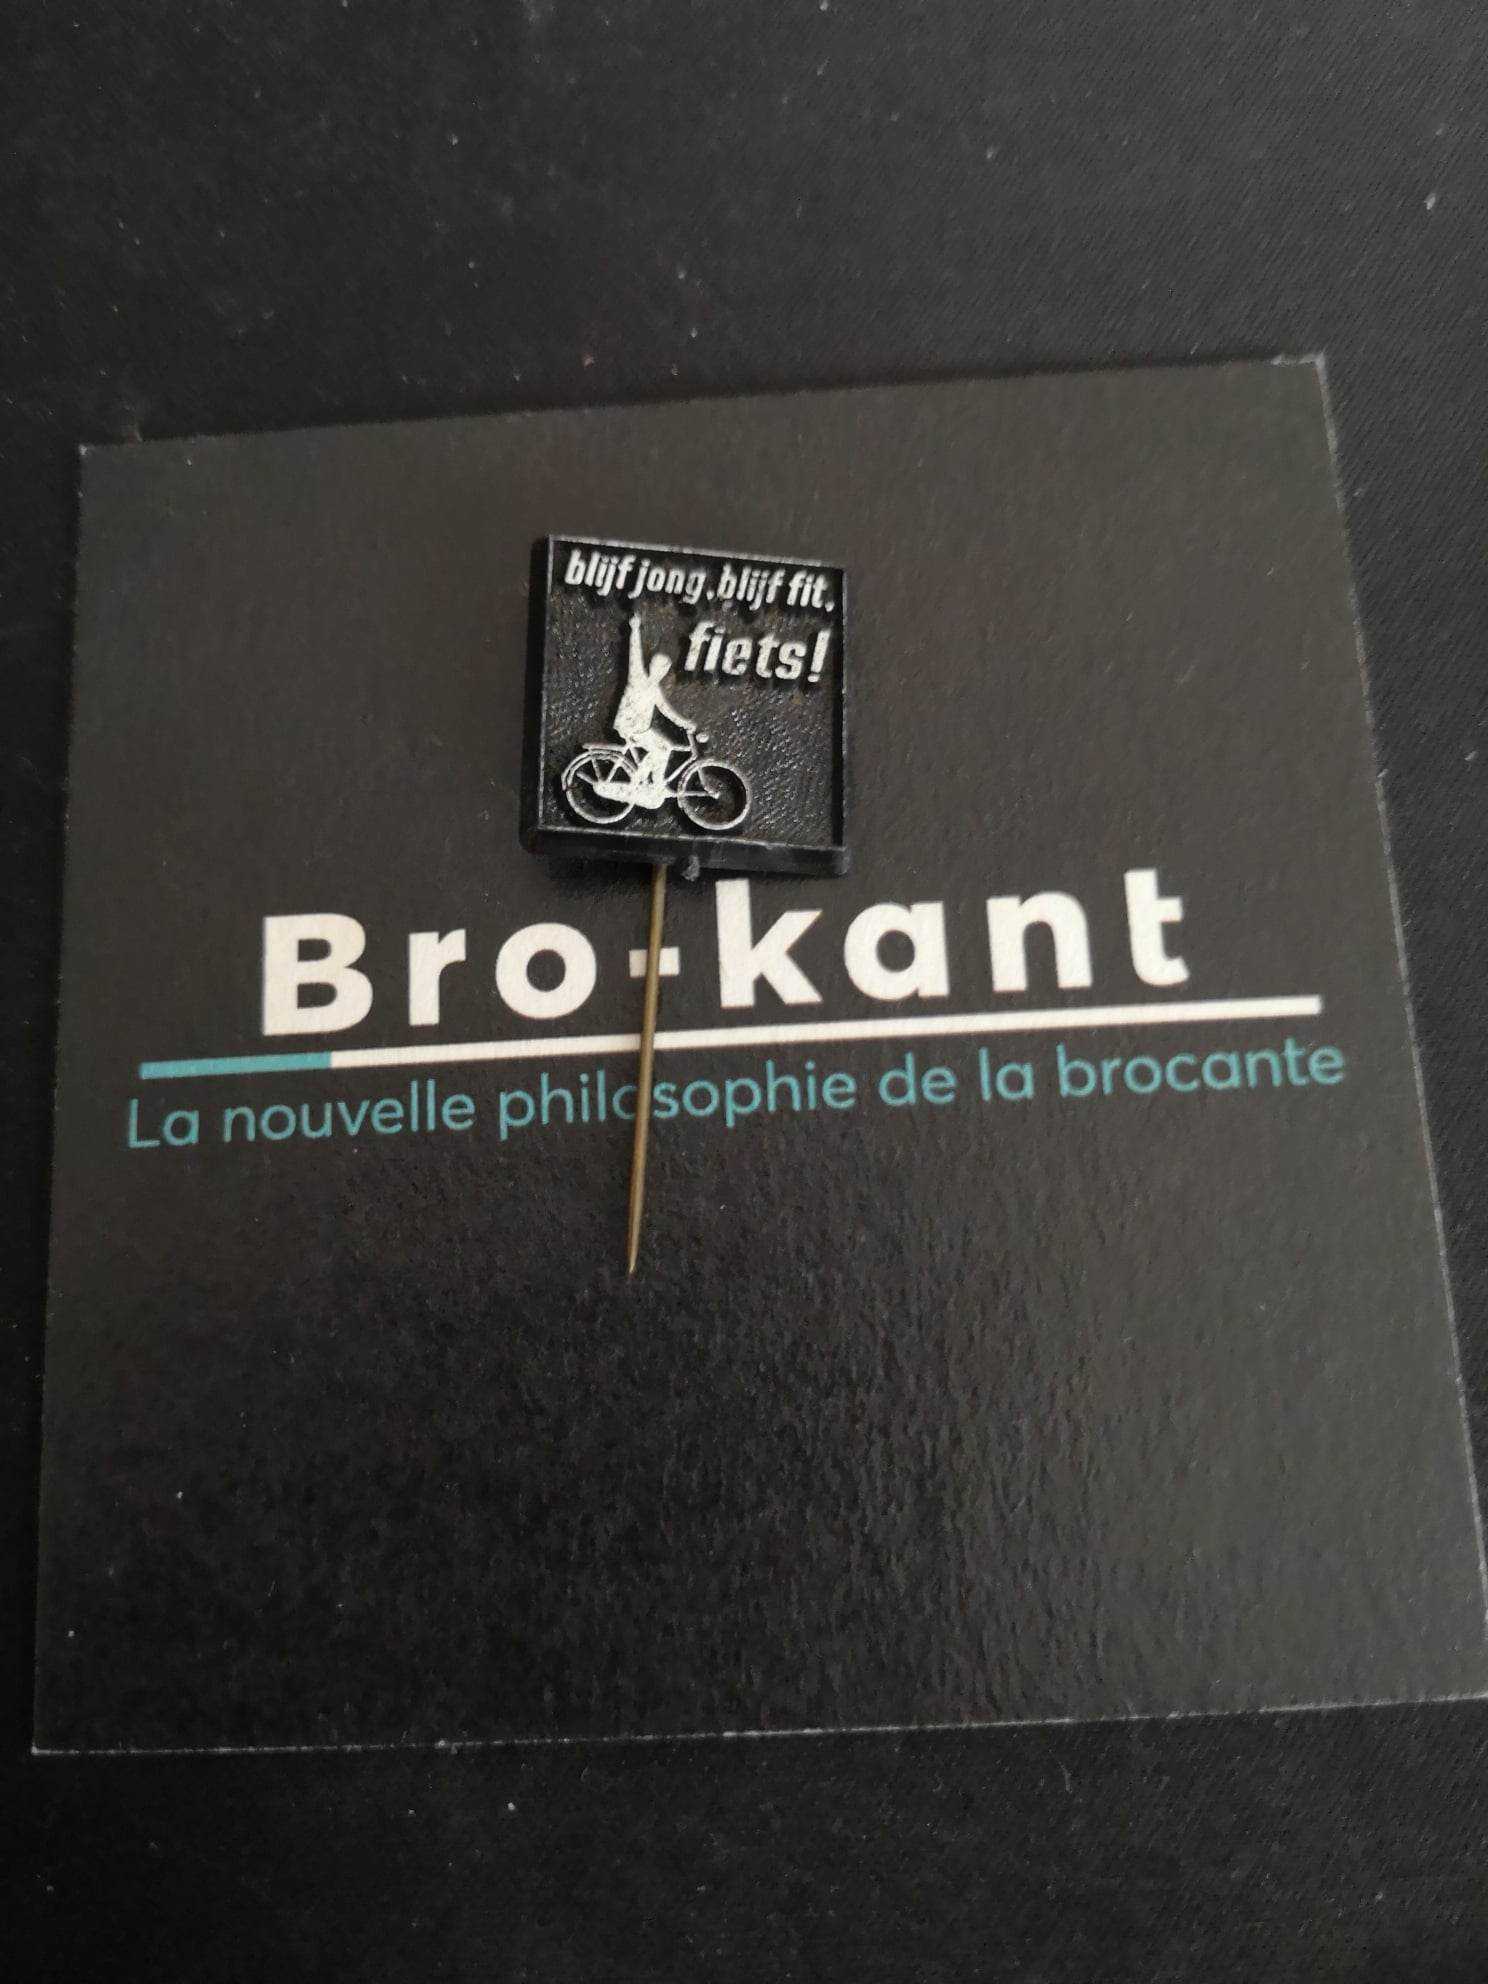 blijf jong, blijf fit,
fiets!
Bro-kant
La nouvelle philosophie de la brocante